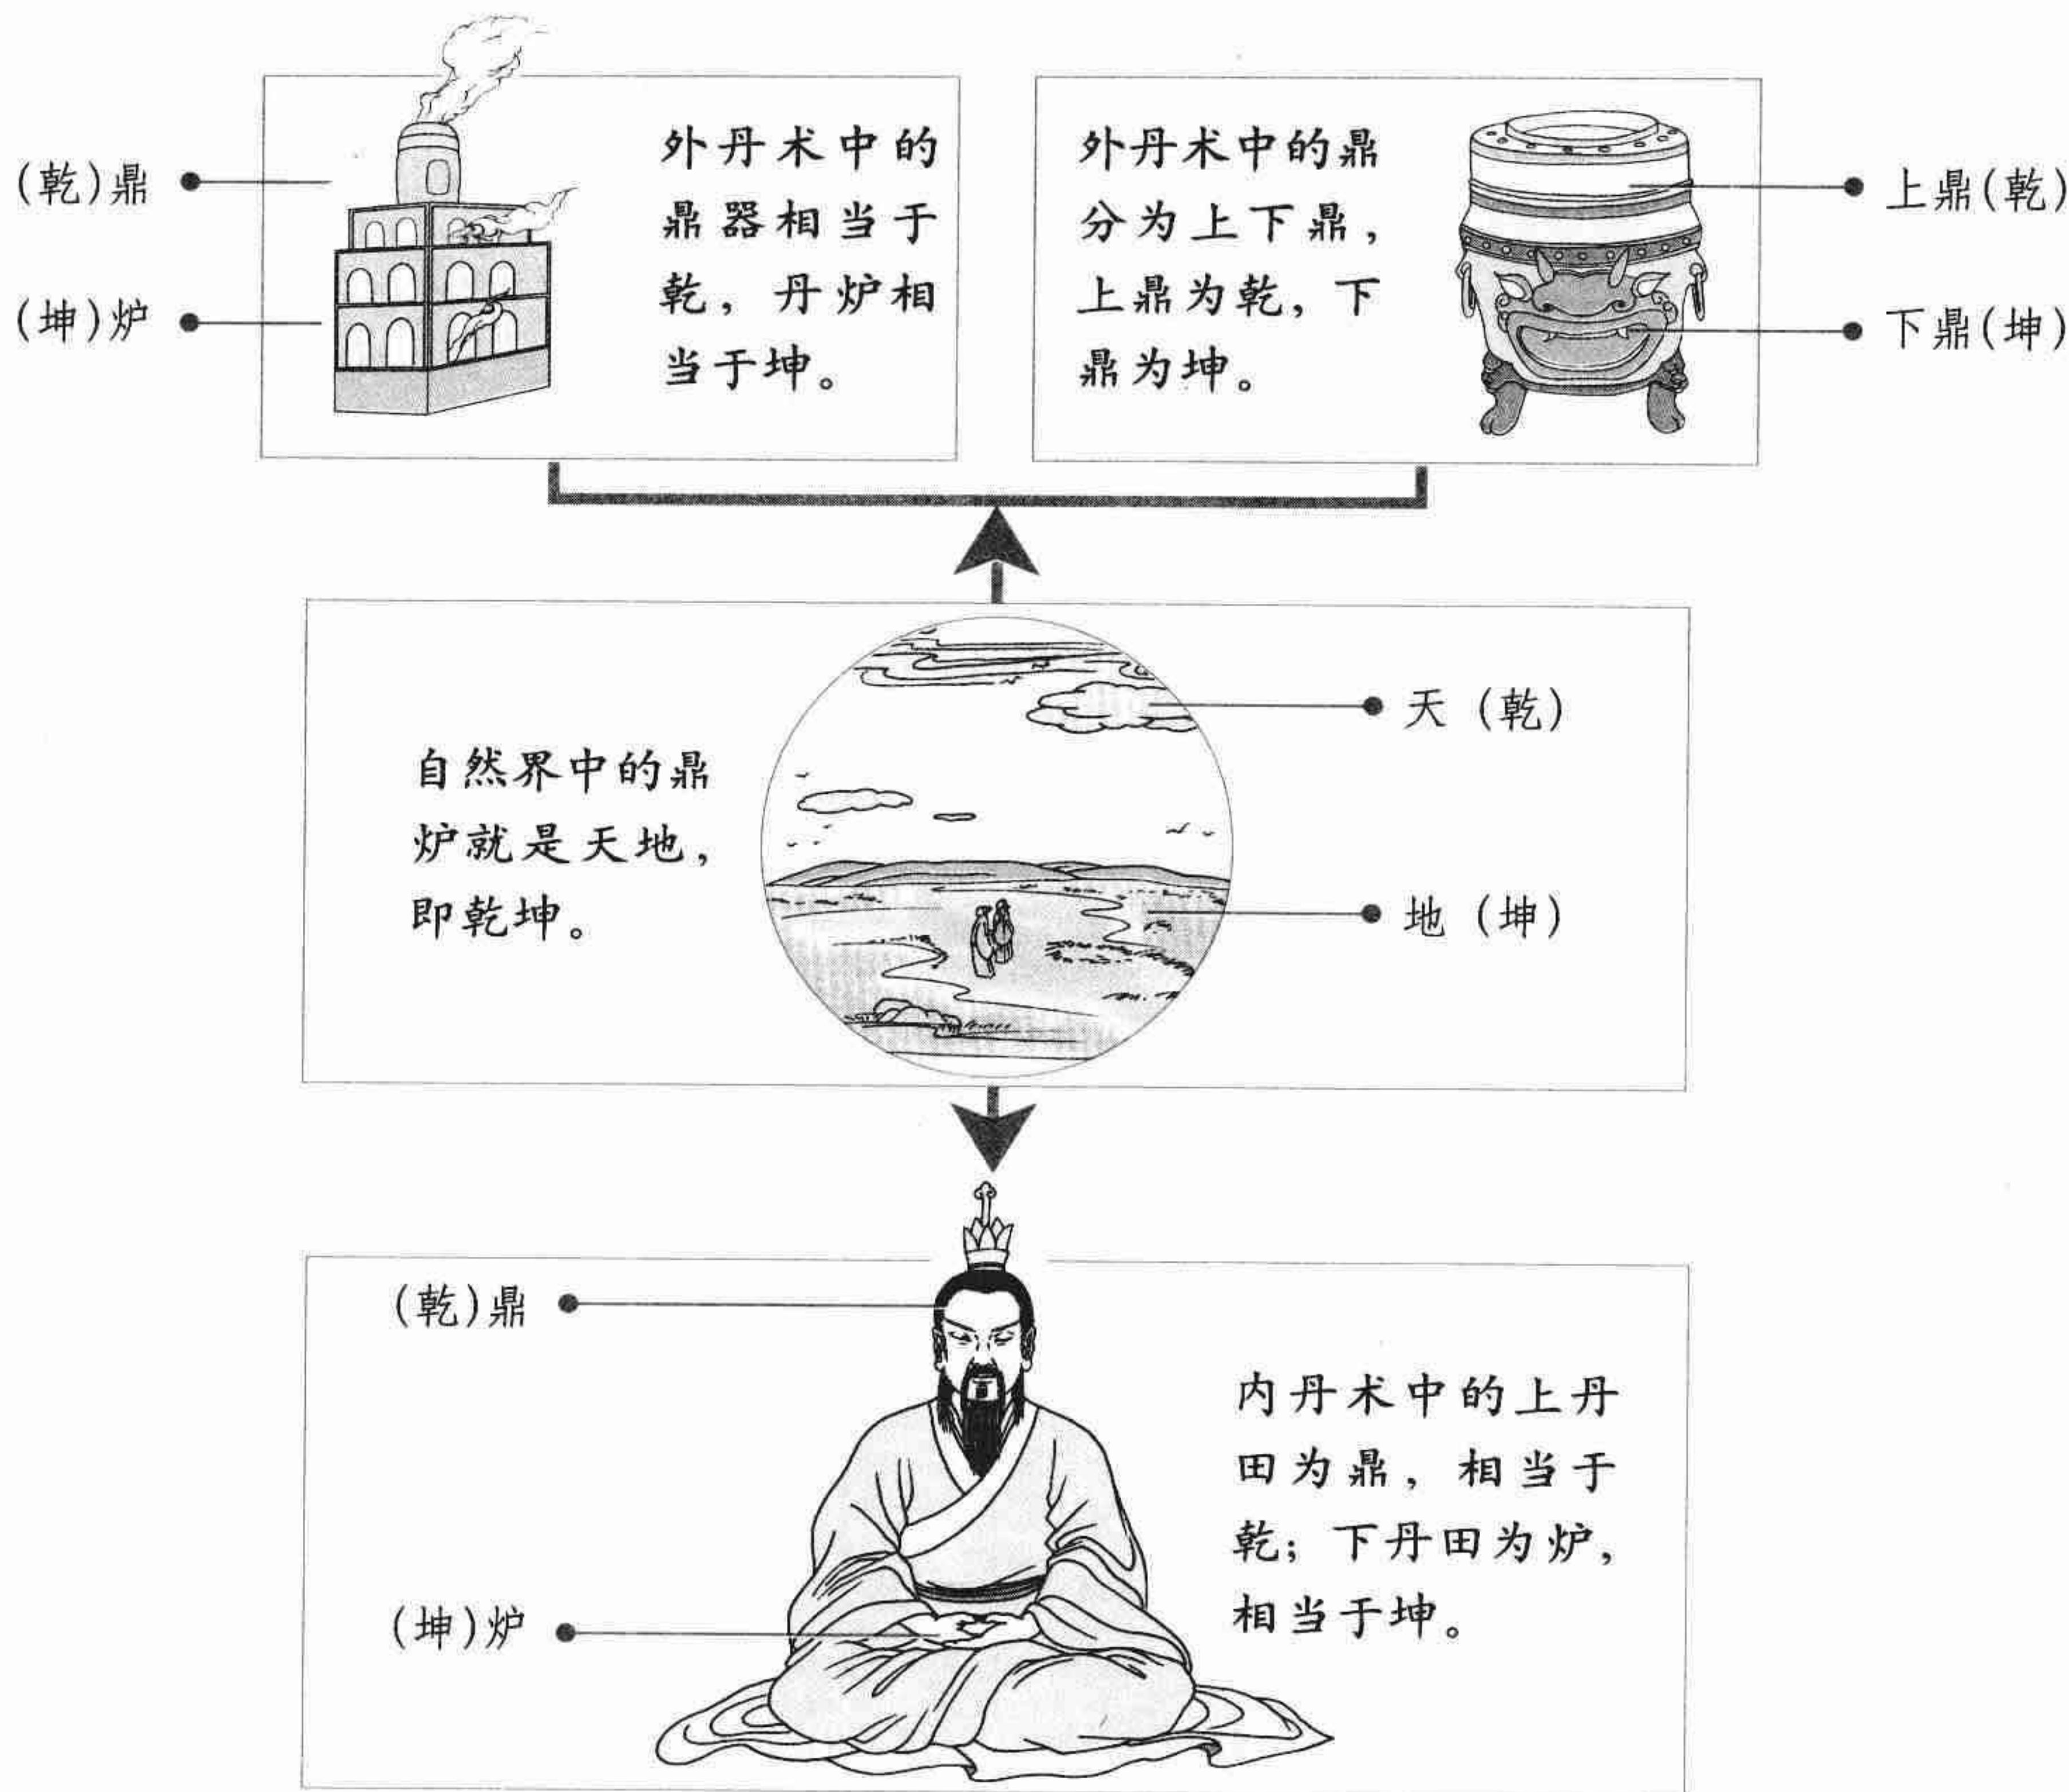 (乾)鼎
(坤)炉
外丹术中的
鼎器相当于
乾，丹炉相
当于坤。
外丹术中的鼎
分为上下鼎，
上鼎为乾，下
鼎为坤。
上鼎(乾)
下鼎(坤)
自然界中的鼎
炉就是天地，
即乾坤。
天（乾）
地（坤）
(乾)鼎
(坤)炉
内丹术中的上丹
田为鼎，相当于
乾；下丹田为炉，
相当于坤。